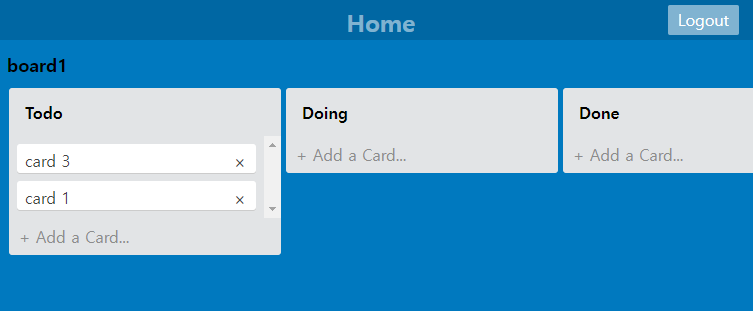 Home
Logout
board1
Todo
card 3 ×
card 1 ×
+ Add a Card...
Doing
+ Add a Card...
Done
+ Add a Card...